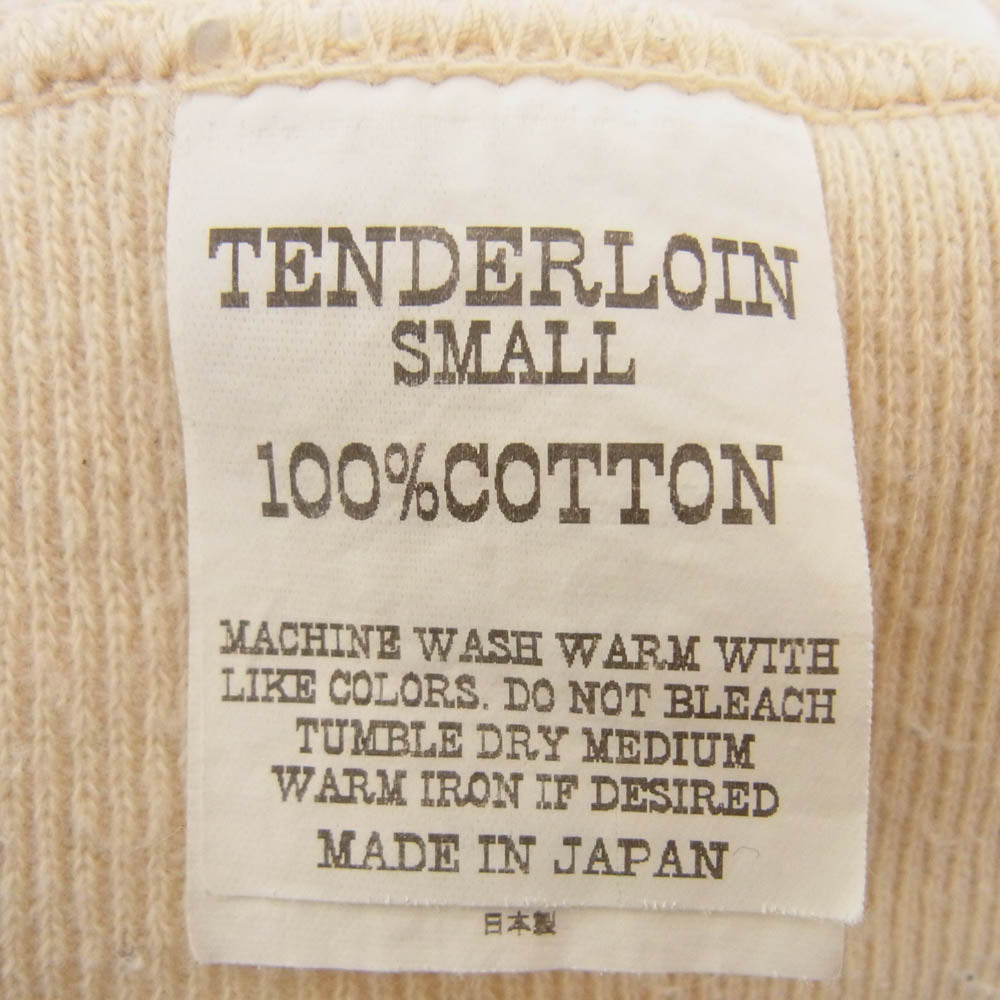 TENDERLOIN
SMALL
100%COTTON
MACHINE WASH WARM WITH
LIKE COLORS. DO NOT BLEACH
TUMBLE DRY MEDIUM
WARM IRON IF DESIRED
MADE IN JAPAN
日本製